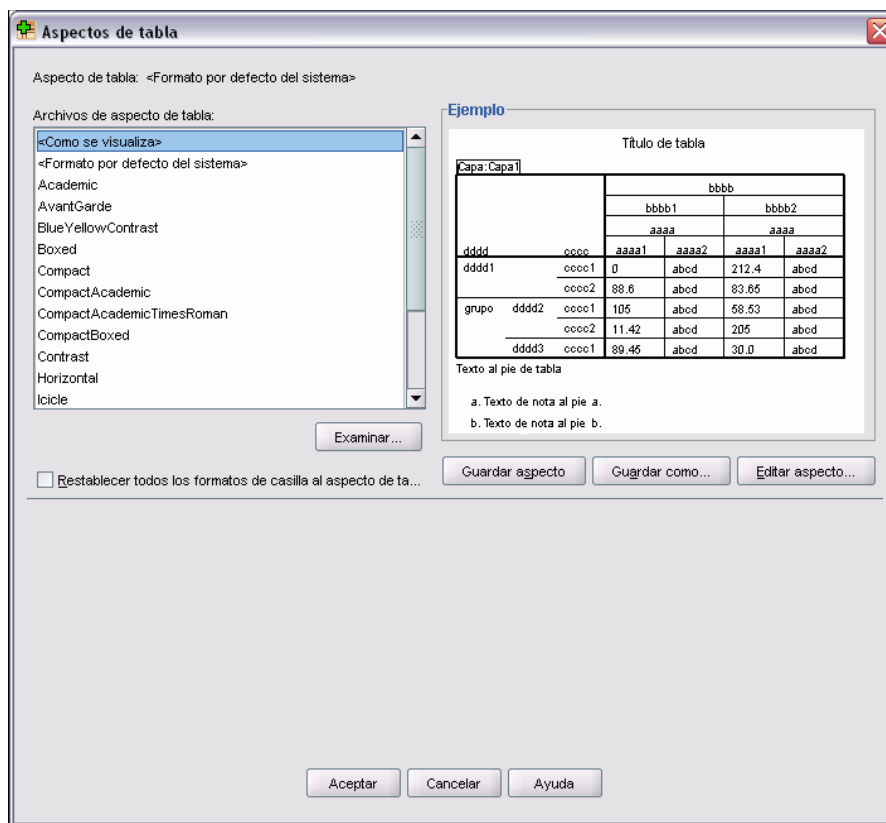 Aspectos de tabla
Aspecto de tabla: <Formato por defecto del sistema>
Archivos de aspecto de tabla:
<Como se visualiza>
<Formato por defecto del sistema>
Academic
AvantGarde
BlueYellowContrast
Boxed
Compact
CompactAcademic
CompactAcademicTimesRoman
CompactBoxed
Contrast
Horizontal
Icicle
Examinar...
Restablecer todos los formatos de casilla al aspecto de ta...
Ejemplo
Título de tabla
Capa:Capa1
bbbb
bbbb1 bbbb2
aaaa aaaa
dddd cccc aaaa1 aaaa2 aaaa1 aaaa2
dddd1 cccc1 0 abcd 212.4 abcd
cccc2 88.6 abcd 83.65 abcd
grupo dddd2 cccc1 105 abcd 58.53 abcd
cccc2 11.42 abcd 205 abcd
dddd3 cccc1 89.45 abcd 30.0 abcd
Texto al pie de tabla
a. Texto de nota al pie a.
b. Texto de nota al pie b.
Guardar aspecto Guardar como... Editar aspecto...
Aceptar Cancelar Ayuda